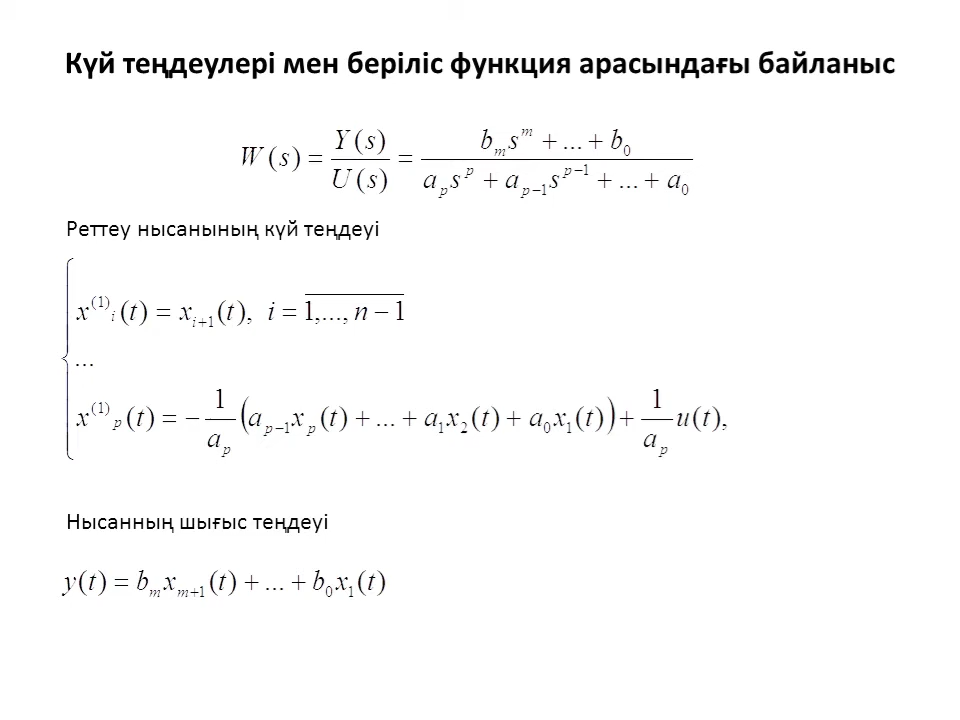 Күй теңдеулері мен беріліс функция арасындағы байланыс
W(s) = Y(s)/U(s) = (b_m s^m + ... + b_0)/(a_p s^p + a_{p−1} s^{p−1} + ... + a_0)
Реттеу нысанының күй теңдеуі
x^{(1)}_i(t) = x_{i+1}(t), i = \overline{1,..., n − 1}
...
x^{(1)}_p(t) = −1/a_p (a_{p−1} x_p(t) + ... + a_1 x_2(t) + a_0 x_1(t)) + 1/a_p u(t),
Нысанның шығыс теңдеуі
y(t) = b_m x_{m+1}(t) + ... + b_0 x_1(t)